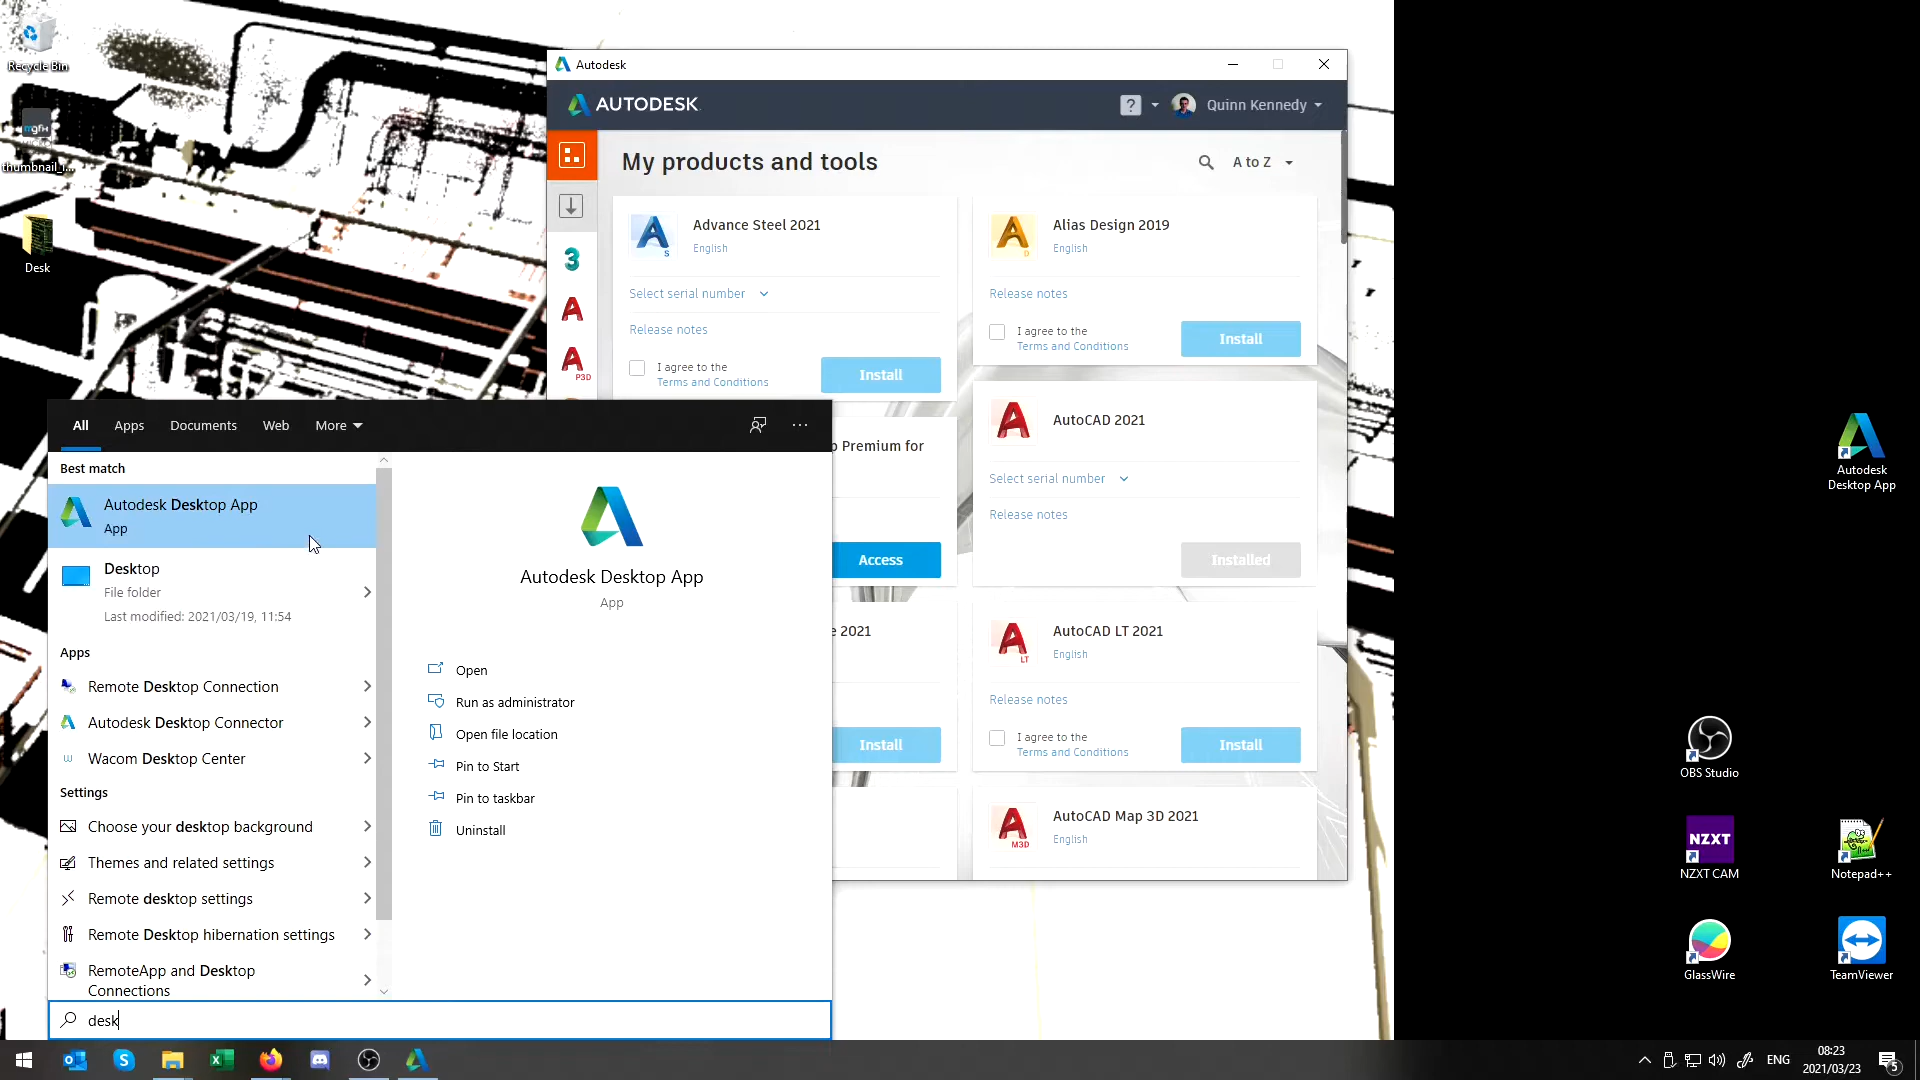 Recycle Bin
mgfx
thumbnail_i...
Desk
Autodesk
AUTODESK
?
Quinn Kennedy
My products and tools
A to Z
3
P3D
S
Advance Steel 2021
English
Select serial number
Release notes
I agree to the
Terms and Conditions
Install
D
Alias Design 2019
English
Release notes
I agree to the
Terms and Conditions
Install
p Premium for
Access
AutoCAD 2021
Select serial number
Release notes
Installed
e 2021
Install
LT
AutoCAD LT 2021
English
Release notes
I agree to the
Terms and Conditions
Install
M3D
AutoCAD Map 3D 2021
English
All
Apps
Documents
Web
More
Best match
Autodesk Desktop App
App
Desktop
File folder
Last modified: 2021/03/19, 11:54
Apps
Remote Desktop Connection
Autodesk Desktop Connector
Wacom Desktop Center
Settings
Choose your desktop background
Themes and related settings
Remote desktop settings
Remote Desktop hibernation settings
RemoteApp and Desktop
Connections
Autodesk Desktop App
App
Open
Run as administrator
Open file location
Pin to Start
Pin to taskbar
Uninstall
desk
Autodesk
Desktop App
OBS Studio
NZXT
NZXT CAM
Notepad++
GlassWire
TeamViewer
ENG
08:23
2021/03/23
5